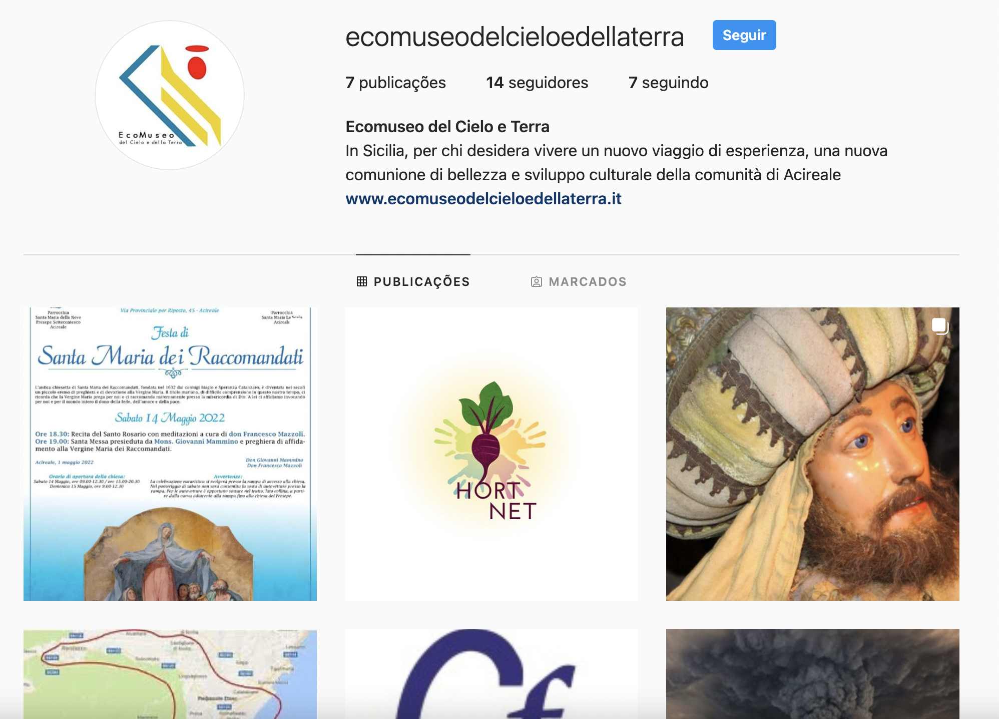 ecomuseodelcieloedellaterra
Seguir
7 publicações 14 seguidores 7 seguindo
Ecomuseo del Cielo e Terra
In Sicilia, per chi desidera vivere un nuovo viaggio di esperienza, una nuova
comunione di bellezza e sviluppo culturale della comunità di Acireale
www.ecomuseodelcieloedellaterra.it
EcoMuseo
del Cielo e della Terra
PUBLICAÇÕES MARCADOS
Parrocchia
Santa Maria della Neve
Presepe Settecentesco
Acireale
Via Provinciale per Riposto, 45 - Acireale
Parrocchia
Santa Maria La Scala
Acireale
Festa di
Santa Maria dei Raccomandati
L'antica chiesetta di Santa Maria dei Raccomandati, fondata nel 1632 dai coniugi Biagio e Speranza Catanzaro, è diventata nei secoli
un piccolo eremo di preghiera e di devozione alla Vergine Maria. Il titolo mariano, di difficile comprensione in questo nostro tempo, ci
ricorda che la Vergine Maria prega per noi e ci raccomanda maternamente presso la misericordia di Dio. A lei ci affidiamo invocando
per noi e per il mondo intero il dono della fede, dell'amore e della pace.
Sabato 14 Maggio 2022
Ore 18.30: Recita del Santo Rosario con meditazioni a cura di don Francesco Mazzoli.
Ore 19.00: Santa Messa presieduta da Mons. Giovanni Mammino e preghiera di affida-
mento alla Vergine Maria dei Raccomandati.
Acireale, 1 maggio 2022
Don Giovanni Mammino
Don Francesco Mazzoli
Orario di apertura della chiesa:
Sabato 14 Maggio, ore 09.00-12.30 / ore 15.00-20.30
Domenica 15 Maggio, ore 9.00-12.30
Avvertenze:
La celebrazione eucaristica si svolgerà presso la rampa di accesso alla chiesa.
Nel pomeriggio di sabato non sarà consentita la sosta di autovetture presso la
rampa. Per le autovetture è opportuno sostare nel tratto, lato collina, a parti-
re dalla curva adiacente alla rampa fino alla chiesa del Presepe.
HORT
NET
Cf